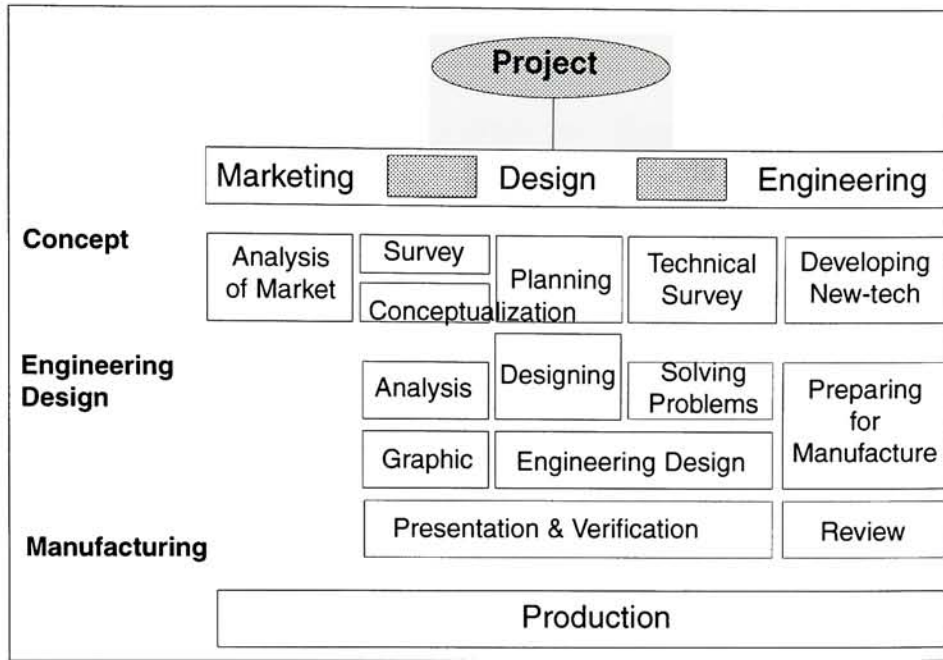 Project
Marketing Design Engineering
Concept
Analysis
of Market
Survey
Conceptualization
Planning
Technical
Survey
Developing
New-tech
Engineering
Design
Analysis
Designing
Solving
Problems
Preparing
for
Manufacture
Graphic
Engineering Design
Manufacturing
Presentation & Verification
Review
Production